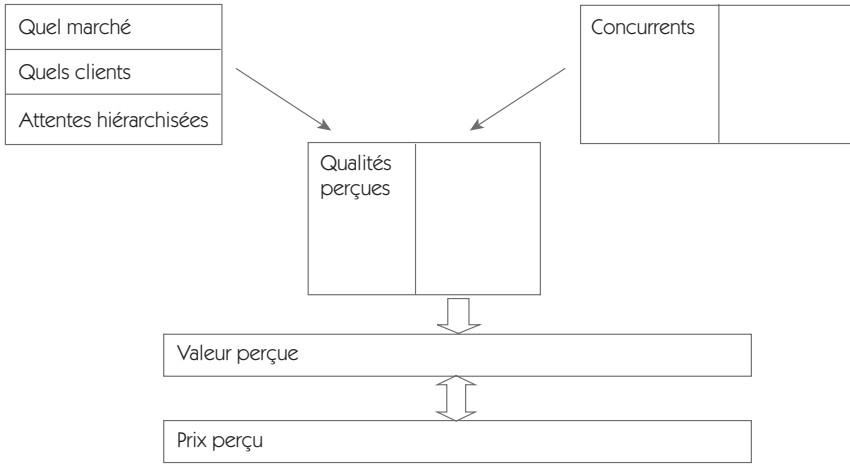 Quel marché
Quels clients
Attentes hiérarchisées
Concurrents
Qualités
perçues
Valeur perçue
Prix perçu